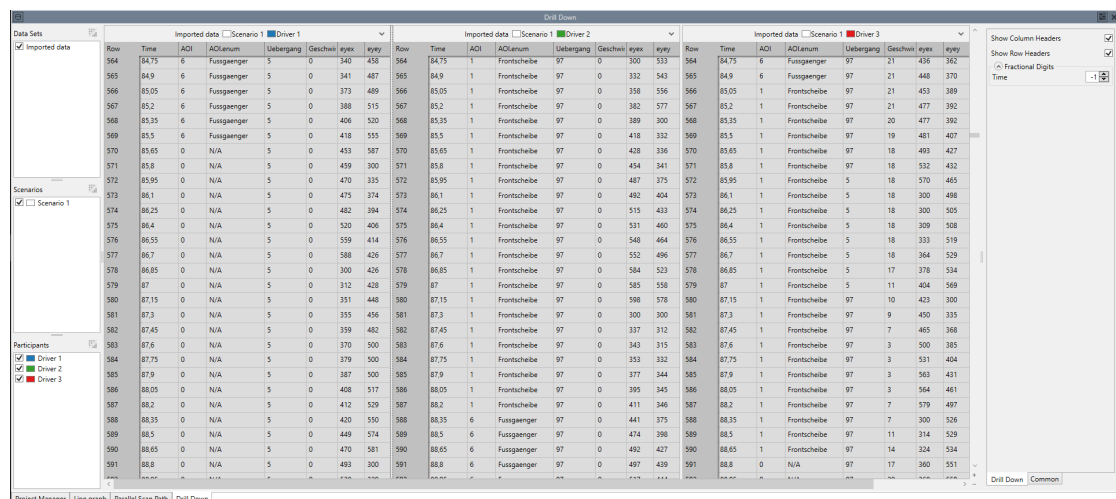 Drill Down
Data Sets
Imported data
Scenarios
Scenario 1
Participants
Driver 1
Driver 2
Driver 3
Imported data Scenario 1 Driver 1
Imported data Scenario 1 Driver 2
Imported data Scenario 1 Driver 3
Row Time AOI AOI.enum Uebergang Geschwi eyex eyey Row Time AOI AOI.enum Uebergang Geschwi eyex eyey Row Time AOI AOI.enum Uebergang Geschwi eyex eyey
564 84,75 6 Fussgaenger 5 0 340 458 564 84,75 1 Frontscheibe 97 0 300 533 564 84,75 6 Fussgaenger 97 21 436 362
565 84,9 6 Fussgaenger 5 0 341 487 565 84,9 1 Frontscheibe 97 0 332 543 565 84,9 6 Fussgaenger 97 21 448 370
566 85,05 6 Fussgaenger 5 0 373 489 566 85,05 1 Frontscheibe 97 0 358 556 566 85,05 1 Frontscheibe 97 21 453 389
567 85,2 6 Fussgaenger 5 0 388 515 567 85,2 1 Frontscheibe 97 0 382 577 567 85,2 1 Frontscheibe 97 21 477 392
568 85,35 6 Fussgaenger 5 0 406 520 568 85,35 1 Frontscheibe 97 0 389 300 568 85,35 1 Frontscheibe 97 20 477 392
569 85,5 6 Fussgaenger 5 0 418 555 569 85,5 1 Frontscheibe 97 0 418 332 569 85,5 1 Frontscheibe 97 19 481 407
570 85,65 0 N/A 5 0 453 587 570 85,65 1 Frontscheibe 97 0 428 336 570 85,65 1 Frontscheibe 97 18 493 427
571 85,8 0 N/A 5 0 459 300 571 85,8 1 Frontscheibe 97 0 454 341 571 85,8 1 Frontscheibe 97 18 532 432
572 85,95 0 N/A 5 0 470 335 572 85,95 1 Frontscheibe 97 0 487 375 572 85,95 1 Frontscheibe 97 18 570 465
573 86,1 0 N/A 5 0 475 374 573 86,1 1 Frontscheibe 97 0 492 404 573 86,1 1 Frontscheibe 5 18 300 498
574 86,25 0 N/A 5 0 482 394 574 86,25 1 Frontscheibe 97 0 515 433 574 86,25 1 Frontscheibe 5 18 300 505
575 86,4 0 N/A 5 0 520 406 575 86,4 1 Frontscheibe 97 0 531 460 575 86,4 1 Frontscheibe 5 18 309 508
576 86,55 0 N/A 5 0 559 414 576 86,55 1 Frontscheibe 97 0 548 464 576 86,55 1 Frontscheibe 5 18 333 519
577 86,7 0 N/A 5 0 588 426 577 86,7 1 Frontscheibe 97 0 552 496 577 86,7 1 Frontscheibe 5 18 364 529
578 86,85 0 N/A 5 0 300 426 578 86,85 1 Frontscheibe 97 0 584 523 578 86,85 1 Frontscheibe 5 17 378 534
579 87 0 N/A 5 0 312 428 579 87 1 Frontscheibe 97 0 585 558 579 87 1 Frontscheibe 5 11 404 569
580 87,15 0 N/A 5 0 351 448 580 87,15 1 Frontscheibe 97 0 598 578 580 87,15 1 Frontscheibe 97 10 423 300
581 87,3 0 N/A 5 0 355 456 581 87,3 1 Frontscheibe 97 0 300 300 581 87,3 1 Frontscheibe 97 9 450 335
582 87,45 0 N/A 5 0 359 482 582 87,45 1 Frontscheibe 97 0 337 312 582 87,45 1 Frontscheibe 97 7 465 368
583 87,6 0 N/A 5 0 370 500 583 87,6 1 Frontscheibe 97 0 343 315 583 87,6 1 Frontscheibe 97 3 500 385
584 87,75 0 N/A 5 0 379 500 584 87,75 1 Frontscheibe 97 0 353 332 584 87,75 1 Frontscheibe 97 3 531 404
585 87,9 0 N/A 5 0 387 500 585 87,9 1 Frontscheibe 97 0 377 344 585 87,9 1 Frontscheibe 97 3 563 431
586 88,05 0 N/A 5 0 408 517 586 88,05 1 Frontscheibe 97 0 395 345 586 88,05 1 Frontscheibe 97 3 564 461
587 88,2 0 N/A 5 0 412 529 587 88,2 1 Frontscheibe 97 0 411 346 587 88,2 1 Frontscheibe 97 7 579 497
588 88,35 0 N/A 5 0 420 550 588 88,35 6 Fussgaenger 97 0 441 375 588 88,35 1 Frontscheibe 97 7 300 526
589 88,5 0 N/A 5 0 449 574 589 88,5 6 Fussgaenger 97 0 474 398 589 88,5 1 Frontscheibe 97 11 314 529
590 88,65 0 N/A 5 0 470 581 590 88,65 6 Fussgaenger 97 0 492 427 590 88,65 1 Frontscheibe 97 14 324 534
591 88,8 0 N/A 5 0 493 300 591 88,8 6 Fussgaenger 97 0 497 439 591 88,8 0 N/A 97 17 360 551
Show Column Headers
Show Row Headers
Fractional Digits
Time -1
Drill Down Common
Project Manager Line graph Parallel Scan Path Drill Down